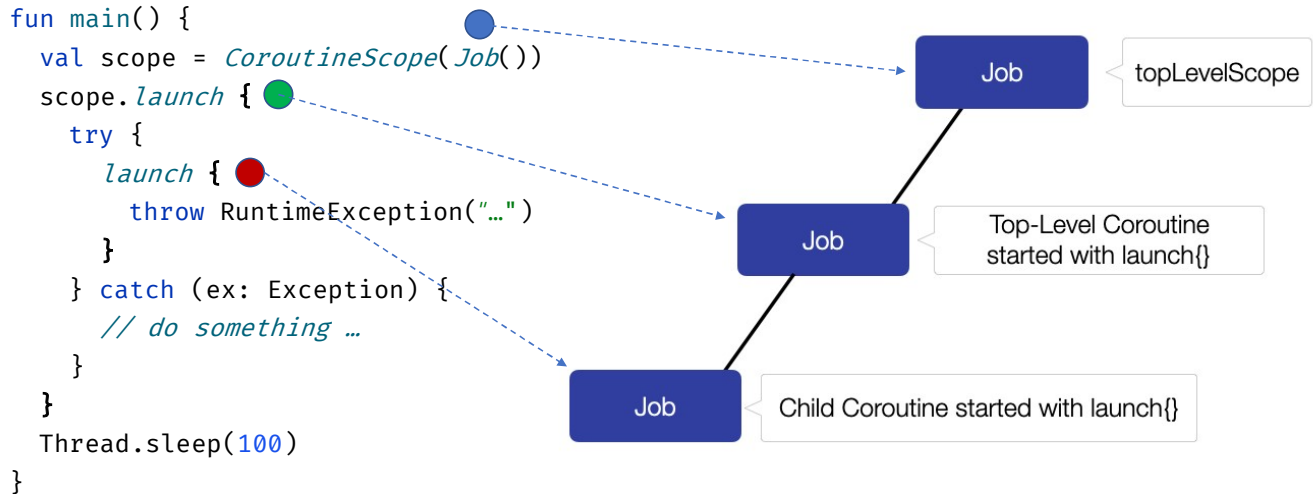 fun main() {
val scope = CoroutineScope(Job())
scope.launch {
try {
launch {
throw RuntimeException("…")
}
} catch (ex: Exception) {
// do something …
}
}
Thread.sleep(100)
}
Job
topLevelScope
Job
Top-Level Coroutine
started with launch{}
Job
Child Coroutine started with launch{}